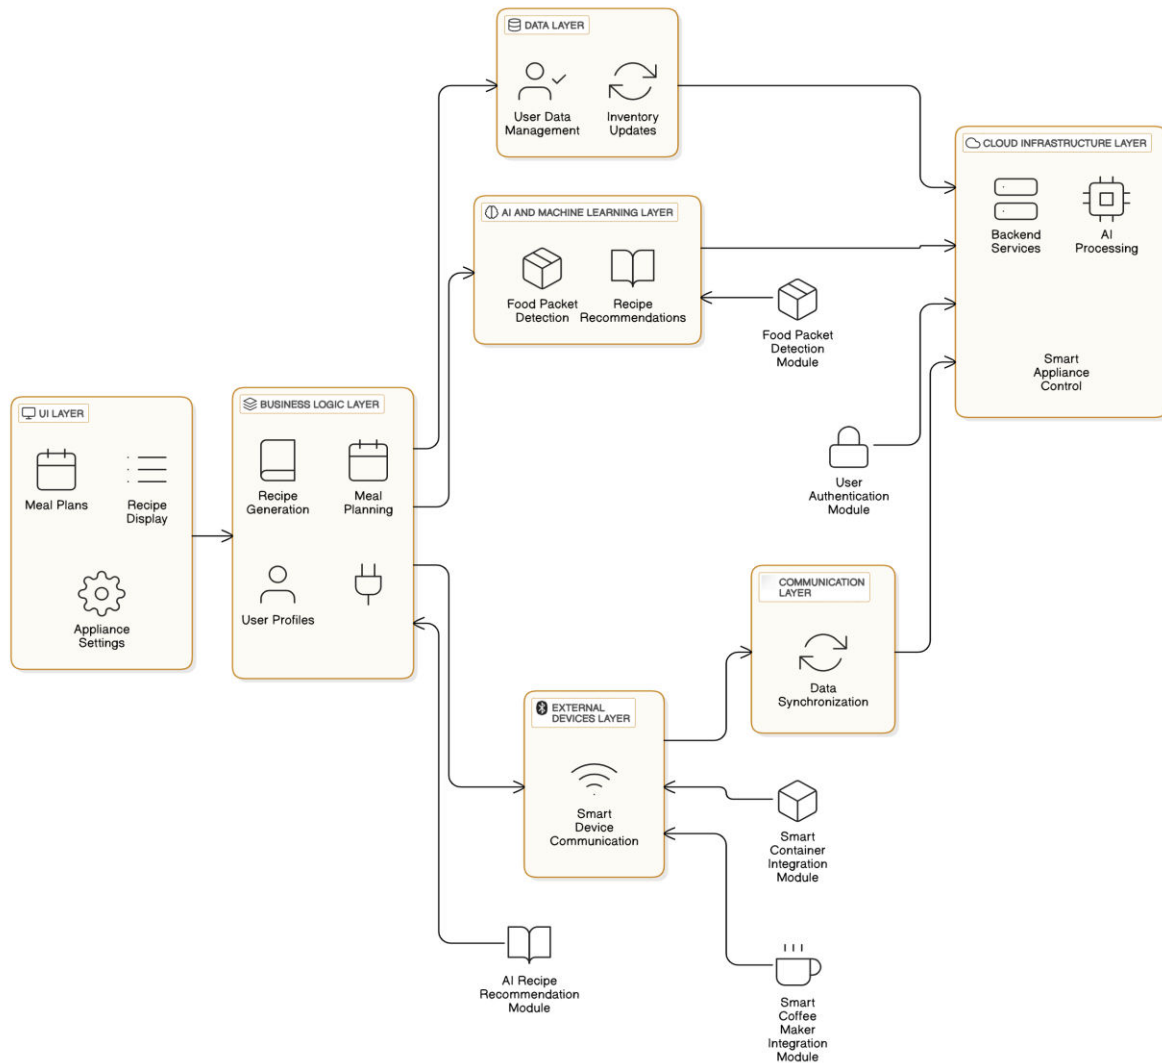 DATA LAYER
User Data
Management
Inventory
Updates
CLOUD INFRASTRUCTURE LAYER
Backend
Services
AI
Processing
Smart
Appliance
Control
AI AND MACHINE LEARNING LAYER
Food Packet
Detection
Recipe
Recommendations
Food Packet
Detection
Module
UI LAYER
Meal Plans
Recipe
Display
Appliance
Settings
BUSINESS LOGIC LAYER
Recipe
Generation
Meal
Planning
User Profiles
User
Authentication
Module
COMMUNICATION
LAYER
Data
Synchronization
EXTERNAL
DEVICES LAYER
Smart
Device
Communication
Smart
Container
Integration
Module
AI Recipe
Recommendation
Module
Smart
Coffee
Maker
Integration
Module